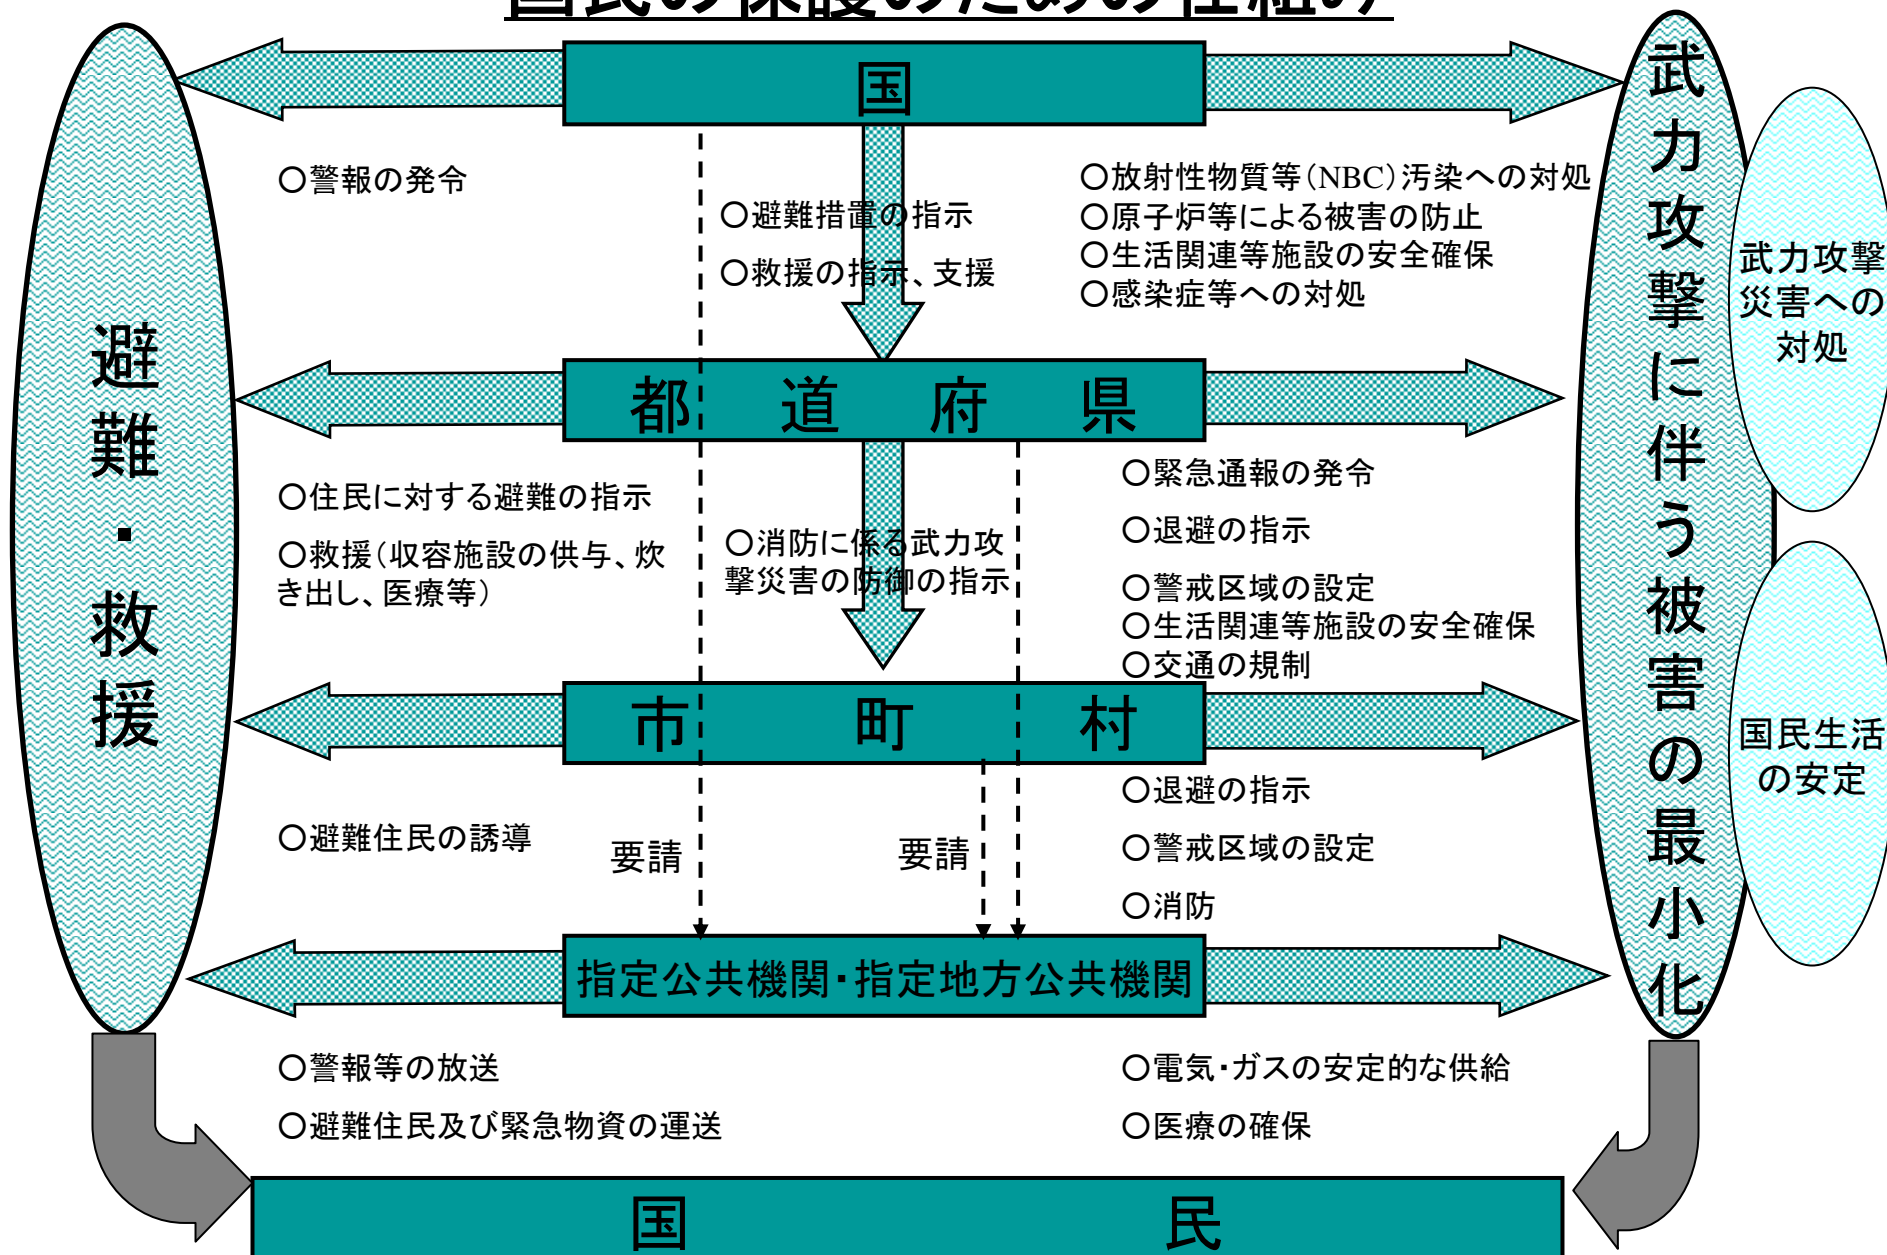 国民の保護のための仕組み
国
○警報の発令
○避難措置の指示
○救援の指示、支援
○放射性物質等(NBC)汚染への対処
○原子炉等による被害の防止
○生活関連等施設の安全確保
○感染症等への対処
都道府県
○住民に対する避難の指示
○救援(収容施設の供与、炊
き出し、医療等)
○消防に係る武力攻
撃災害の防御の指示
○緊急通報の発令
○退避の指示
○警戒区域の設定
○生活関連等施設の安全確保
○交通の規制
市町村
○避難住民の誘導
要請
要請
○退避の指示
○警戒区域の設定
○消防
指定公共機関・指定地方公共機関
○警報等の放送
○避難住民及び緊急物資の運送
○電気・ガスの安定的な供給
○医療の確保
国民
避難・救援
武力攻撃に伴う被害の最小化
武力攻撃
災害への
対処
国民生活
の安定